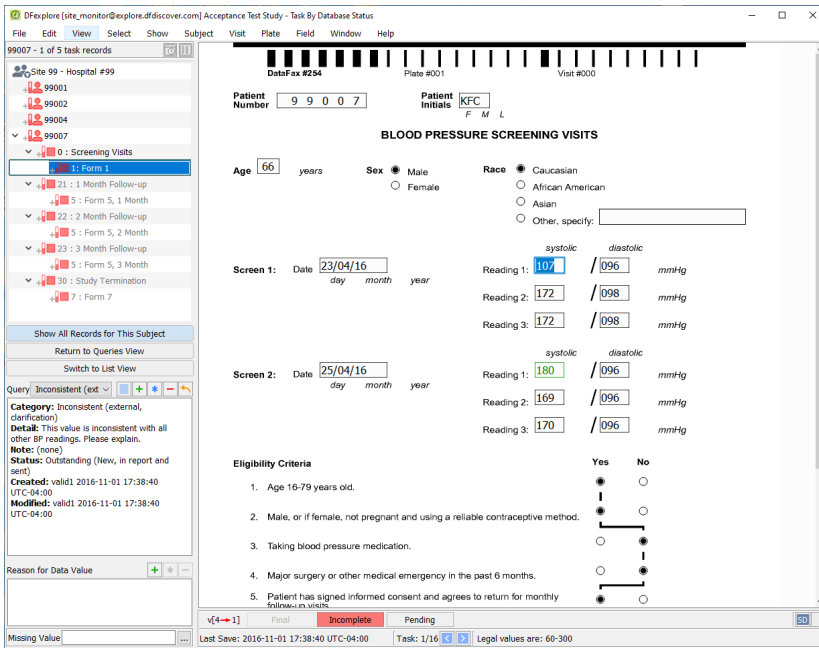 DFexplore [site_monitor@explore.dfdiscover.com] Acceptance Test Study - Task By Database Status
File Edit View Select Show Subject Visit Plate Field Window Help
99007 - 1 of 5 task records
Site 99 - Hospital #99
99001
99002
99004
99007
0 : Screening Visits
1: Form 1
21 : 1 Month Follow-up
5 : Form 5, 1 Month
22 : 2 Month Follow-up
5 : Form 5, 2 Month
23 : 3 Month Follow-up
5 : Form 5, 3 Month
30 : Study Termination
7 : Form 7
Show All Records for This Subject
Return to Queries View
Switch to List View
Query Inconsistent (ext
Category: Inconsistent (external,
clarification)
Detail: This value is inconsistent with all
other BP readings. Please explain.
Note: (none)
Status: Outstanding (New, in report and
sent)
Created: valid1 2016-11-01 17:38:40
UTC-04:00
Modified: valid1 2016-11-01 17:38:40
UTC-04:00
Reason for Data Value
Missing Value ...
DataFax #254 Plate #001 Visit #000
Patient
Number 9 9 0 0 7 Patient
Initials KFC
F M L
BLOOD PRESSURE SCREENING VISITS
Age 66 years Sex Male Race Caucasian
Female African American
Asian
Other, specify:
systolic diastolic
Screen 1: Date 23/04/16 Reading 1: 107 / 096 mmHg
day month year
Reading 2: 172 / 098 mmHg
Reading 3: 172 / 098 mmHg
systolic diastolic
Screen 2: Date 25/04/16 Reading 1: 180 / 096 mmHg
day month year
Reading 2: 169 / 096 mmHg
Reading 3: 170 / 096 mmHg
Eligibility Criteria Yes No
1. Age 16-79 years old.
2. Male, or if female, not pregnant and using a reliable contraceptive method.
3. Taking blood pressure medication.
4. Major surgery or other medical emergency in the past 6 months.
5. Patient has signed informed consent and agrees to return for monthly
follow-up visits.
v[4→1] Final Incomplete Pending SD
Last Save: 2016-11-01 17:38:40 UTC-04:00 Task: 1/16 < > Legal values are: 60-300